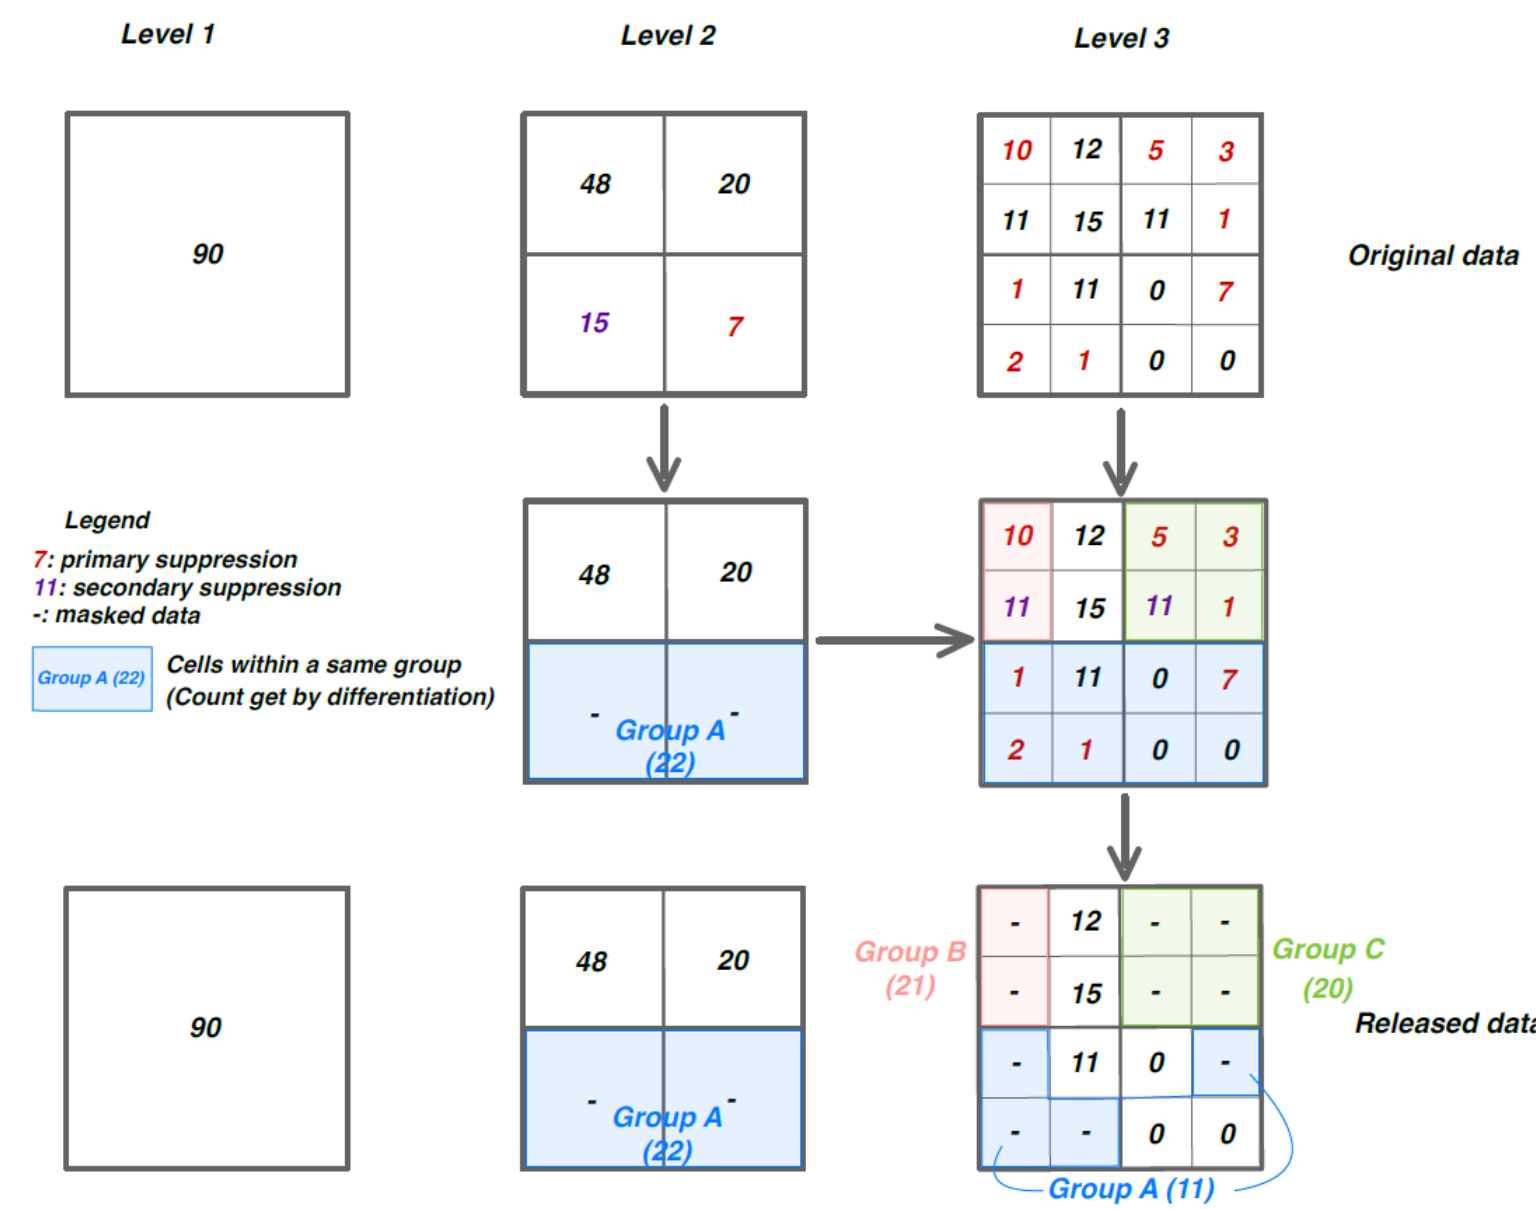 Level 1 Level 2 Level 3
90
48 20
15 7
10 12 5 3
11 15 11 1
1 11 0 7
2 1 0 0
Original data
Legend
7: primary suppression
11: secondary suppression
-: masked data
Group A (22)
Cells within a same group
(Count get by differentiation)
48 20
- -
Group A
(22)
10 12 5 3
11 15 11 1
1 11 0 7
2 1 0 0
90
48 20
- -
Group A
(22)
Group B
(21)
- 12 - -
- 15 - -
- 11 0 -
- - 0 0
Group C
(20)
Released data
Group A (11)